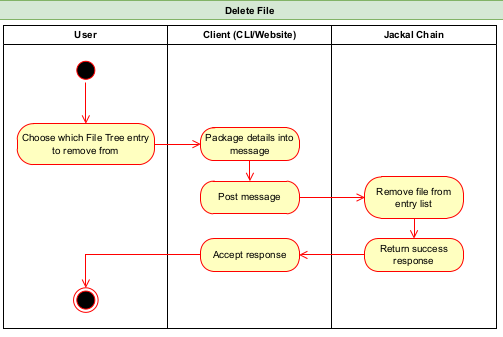 Delete File
User
Client (CLI/Website)
Jackal Chain
Choose which File Tree entry
to remove from
Package details into
message
Post message
Remove file from
entry list
Return success
response
Accept response